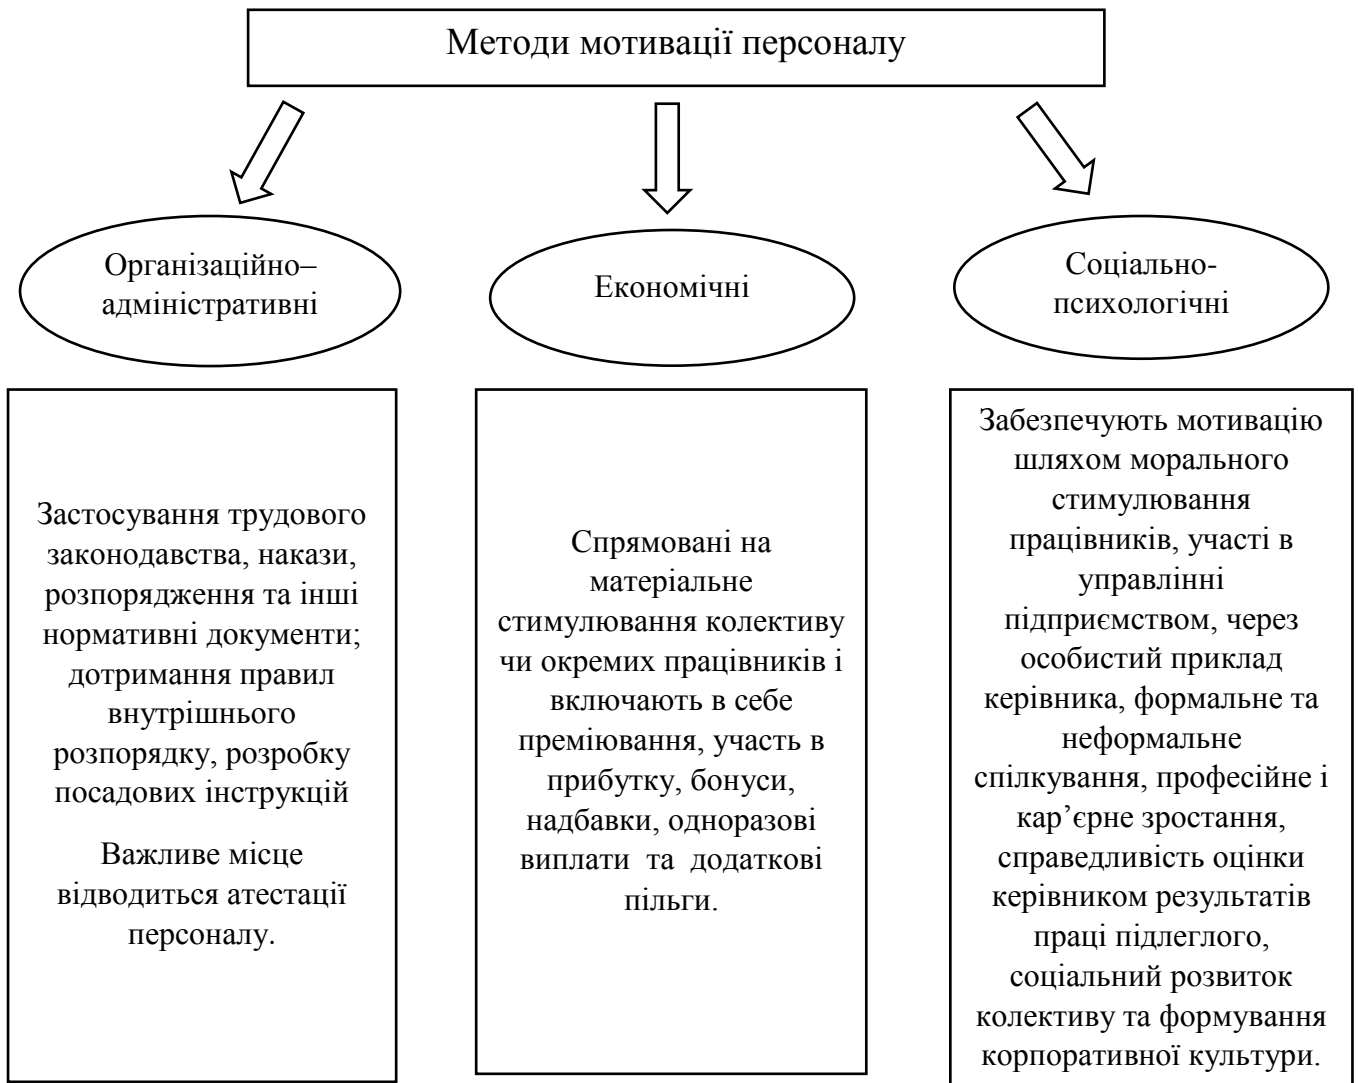 Методи мотивації персоналу
Організаційно–
адміністративні
Економічні
Соціально-
психологічні
Застосування трудового
законодавства, накази,
розпорядження та інші
нормативні документи;
дотримання правил
внутрішнього
розпорядку, розробку
посадових інструкцій
Важливе місце
відводиться атестації
персоналу.
Спрямовані на
матеріальне
стимулювання колективу
чи окремих працівників і
включають в себе
преміювання, участь в
прибутку, бонуси,
надбавки, одноразові
виплати та додаткові
пільги.
Забезпечують мотивацію
шляхом морального
стимулювання
працівників, участі в
управлінні
підприємством, через
особистий приклад
керівника, формальне та
неформальне
спілкування, професійне і
кар’єрне зростання,
справедливість оцінки
керівником результатів
праці підлеглого,
соціальний розвиток
колективу та формування
корпоративної культури.